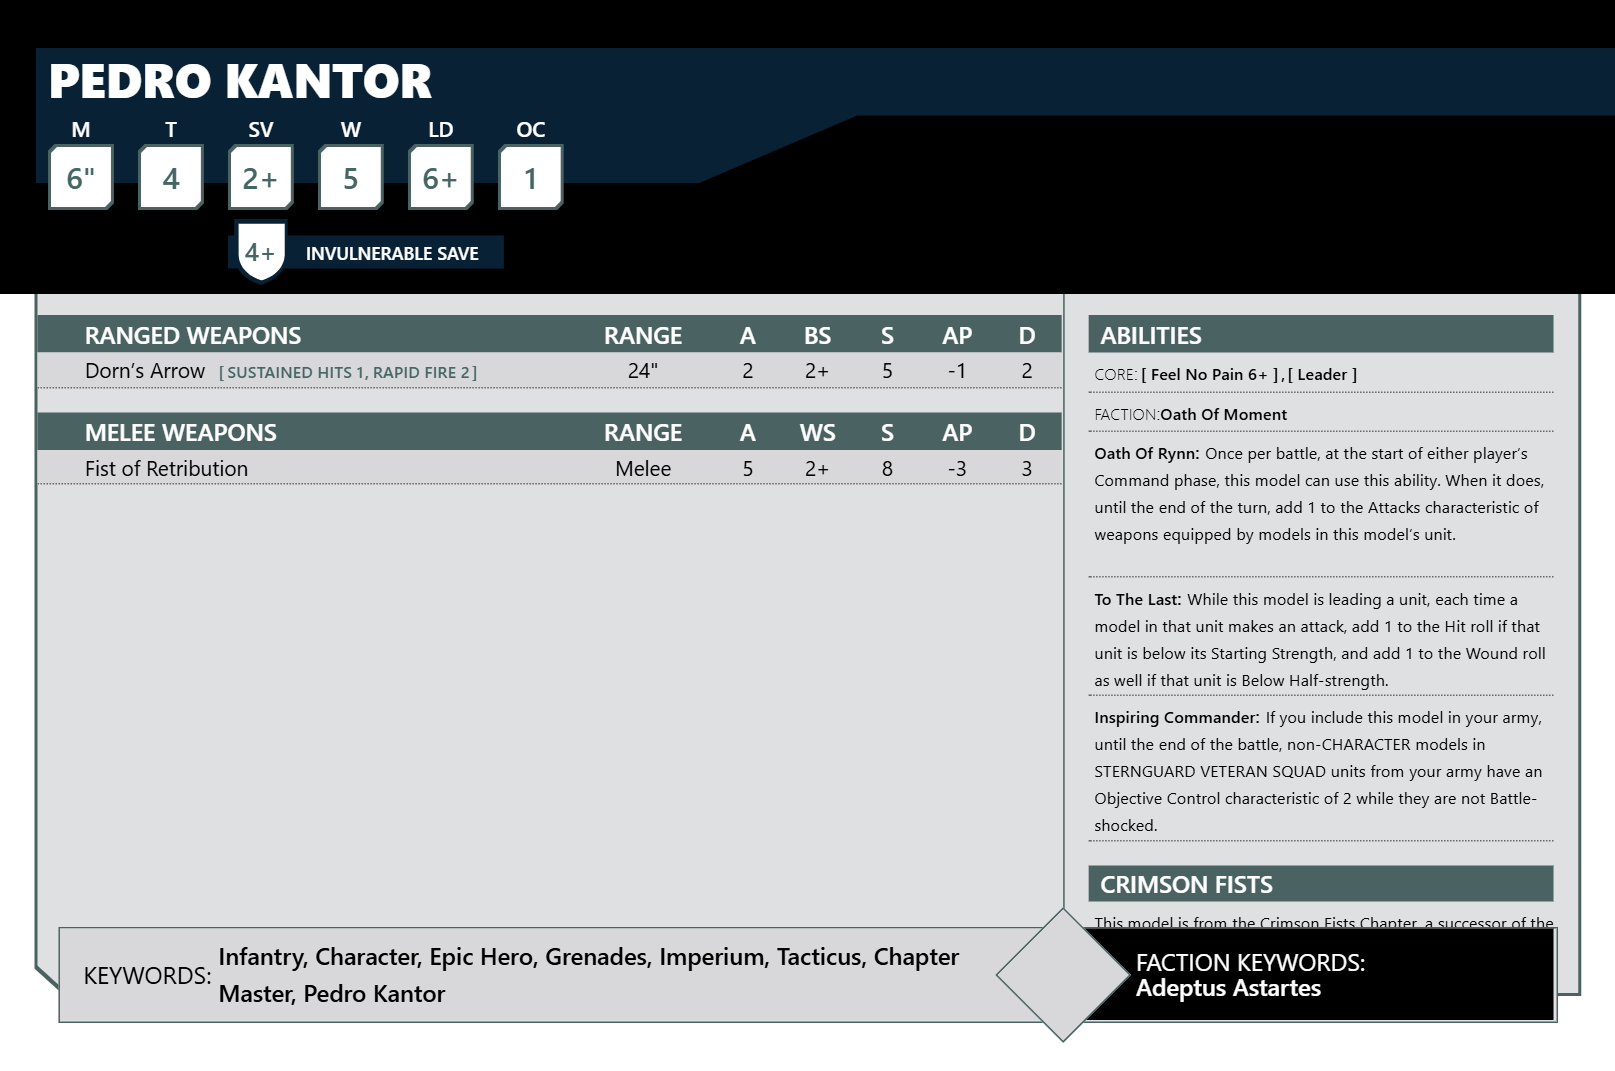 PEDRO KANTOR
M T SV W LD OC
6" 4 2+ 5 6+ 1
4+ INVULNERABLE SAVE
RANGED WEAPONS RANGE A BS S AP D
Dorn’s Arrow [ SUSTAINED HITS 1, RAPID FIRE 2 ] 24" 2 2+ 5 -1 2
MELEE WEAPONS RANGE A WS S AP D
Fist of Retribution Melee 5 2+ 8 -3 3
ABILITIES
CORE: [ Feel No Pain 6+ ] , [ Leader ]
FACTION:Oath Of Moment
Oath Of Rynn: Once per battle, at the start of either player’s
Command phase, this model can use this ability. When it does,
until the end of the turn, add 1 to the Attacks characteristic of
weapons equipped by models in this model’s unit.
To The Last: While this model is leading a unit, each time a
model in that unit makes an attack, add 1 to the Hit roll if that
unit is below its Starting Strength, and add 1 to the Wound roll
as well if that unit is Below Half-strength.
Inspiring Commander: If you include this model in your army,
until the end of the battle, non-CHARACTER models in
STERNGUARD VETERAN SQUAD units from your army have an
Objective Control characteristic of 2 while they are not Battle-
shocked.
CRIMSON FISTS
This model is from the Crimson Fists Chapter, a successor of the
KEYWORDS: Infantry, Character, Epic Hero, Grenades, Imperium, Tacticus, Chapter
Master, Pedro Kantor
FACTION KEYWORDS:
Adeptus Astartes